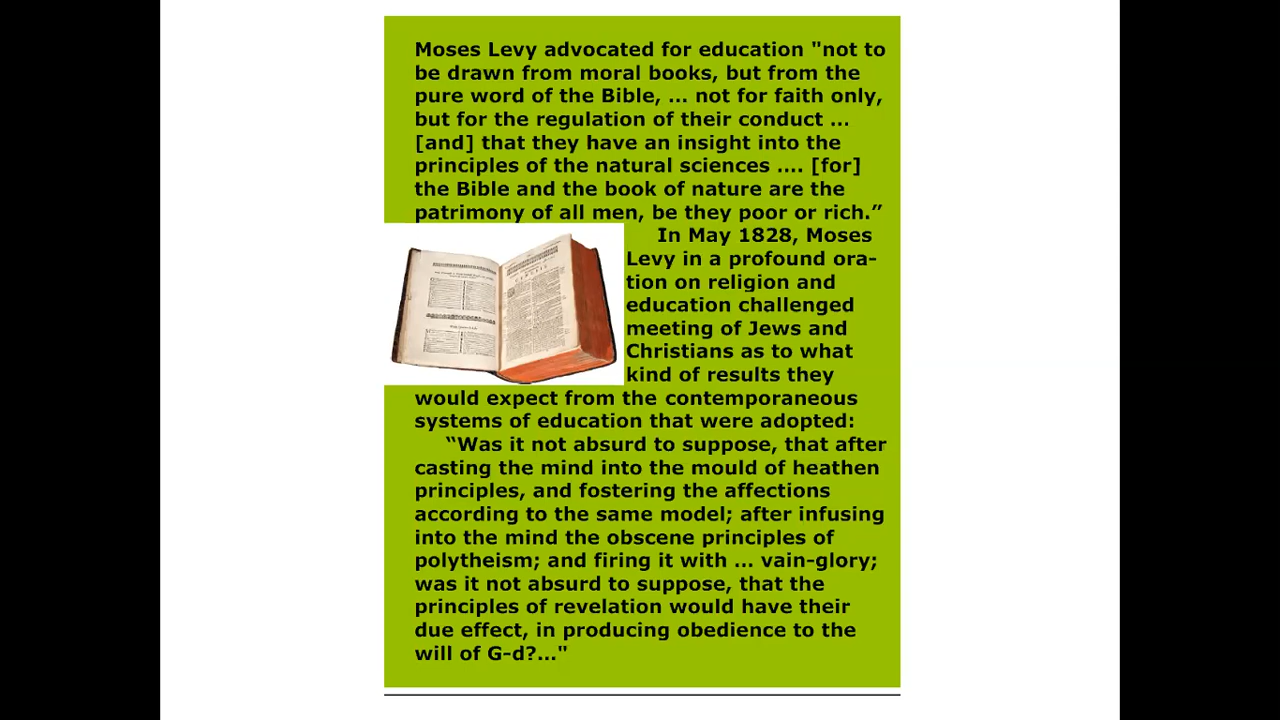 Moses Levy advocated for education "not to
be drawn from moral books, but from the
pure word of the Bible, ... not for faith only,
but for the regulation of their conduct ...
[and] that they have an insight into the
principles of the natural sciences .... [for]
the Bible and the book of nature are the
patrimony of all men, be they poor or rich.”
In May 1828, Moses
Levy in a profound ora-
tion on religion and
education challenged
meeting of Jews and
Christians as to what
kind of results they
would expect from the contemporaneous
systems of education that were adopted:
“Was it not absurd to suppose, that after
casting the mind into the mould of heathen
principles, and fostering the affections
according to the same model; after infusing
into the mind the obscene principles of
polytheism; and firing it with ... vain-glory;
was it not absurd to suppose, that the
principles of revelation would have their
due effect, in producing obedience to the
will of G-d?..."